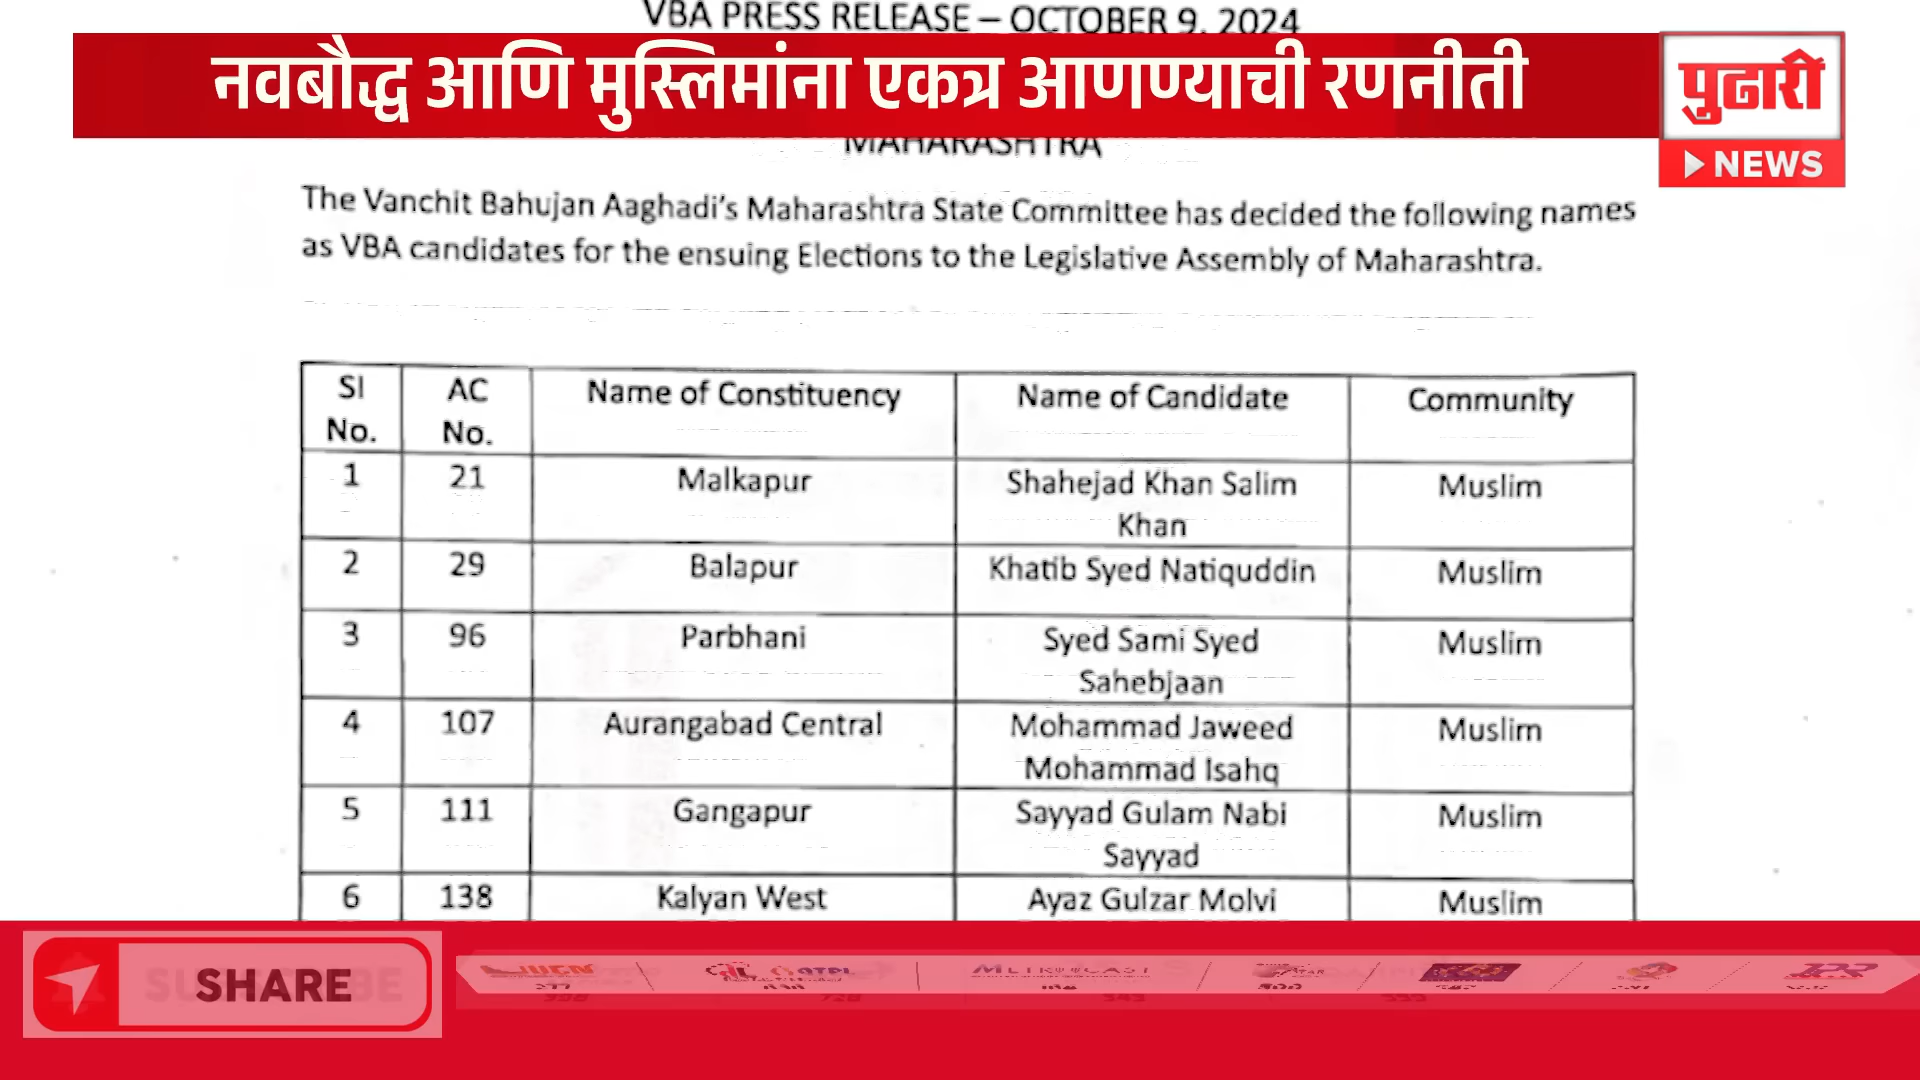 VBA PRESS RELEASE – OCTOBER 9, 2024
नवबौद्ध आणि मुस्लिमांना एकत्र आणण्याची रणनीती
पुढारी
NEWS
MAHARASHTRA
The Vanchit Bahujan Aaghadi's Maharashtra State Committee has decided the following names
as VBA candidates for the ensuing Elections to the Legislative Assembly of Maharashtra.
SI No. AC No. Name of Constituency Name of Candidate Community
1 21 Malkapur Shahejad Khan Salim Khan Muslim
2 29 Balapur Khatib Syed Natiquddin Muslim
3 96 Parbhani Syed Sami Syed Sahebjaan Muslim
4 107 Aurangabad Central Mohammad Jaweed Mohammad Isahq Muslim
5 111 Gangapur Sayyad Gulam Nabi Sayyad Muslim
6 138 Kalyan West Ayaz Gulzar Molvi Muslim
SHARE